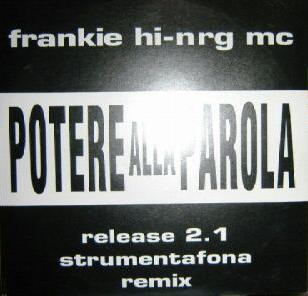 frankie hi-nrg mc
POTERE ALLA PAROLA
release 2.1
strumentafona
remix